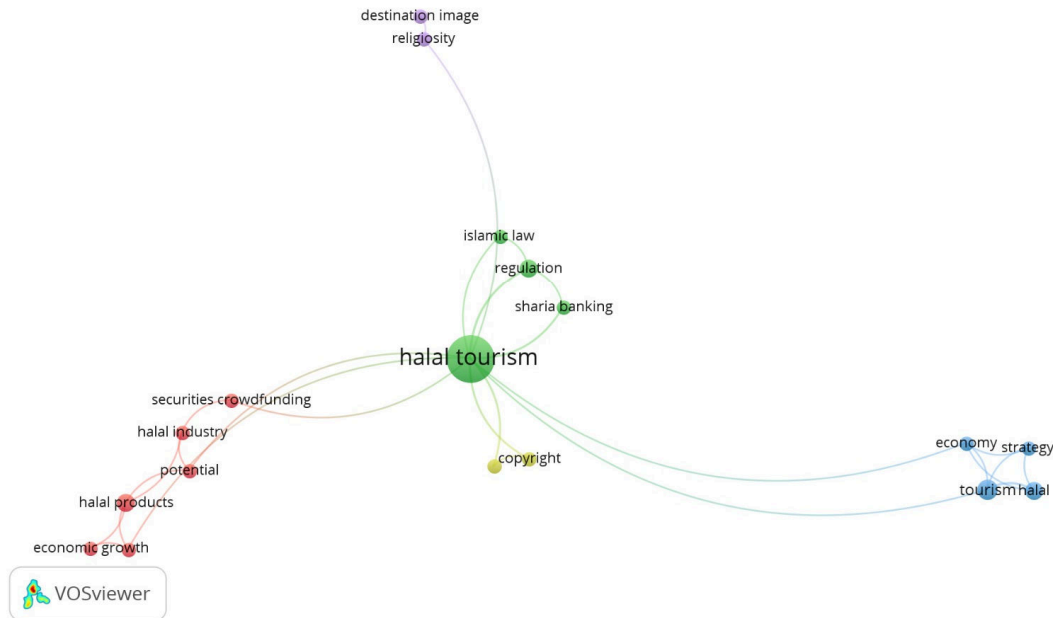 destination image
religiosity
islamic law
regulation
sharia banking
halal tourism
securities crowdfunding
halal industry
potential
halal products
economic growth
copyright
economy
strategy
tourism
halal
VOSviewer